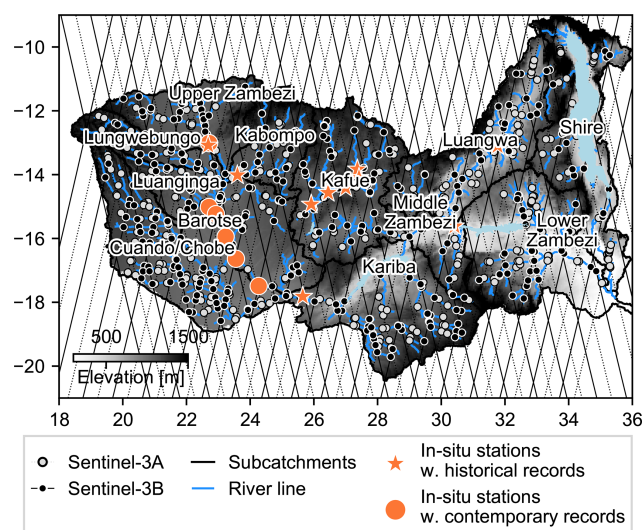 −10
−12
−14
−16
−18
−20
Upper Zambezi
Lungwebungo
Kabompo
Luangwa
Shire
Luanginga
Kafue
Barotse
Middle
Zambezi
Lower
Zambezi
Cuando/Chobe
Kariba
500 1500
Elevation [m]
18 20 22 24 26 28 30 32 34 36
Sentinel-3A
Sentinel-3B
Subcatchments
River line
In-situ stations
w. historical records
In-situ stations
w. contemporary records